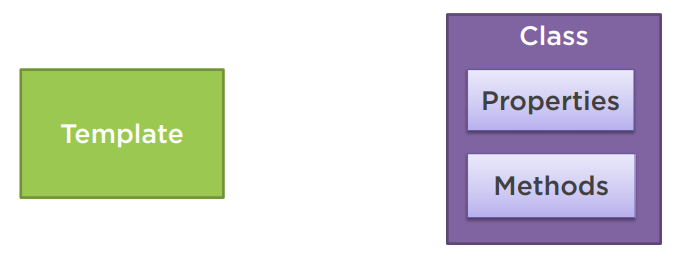 Class
Properties
Template
Methods